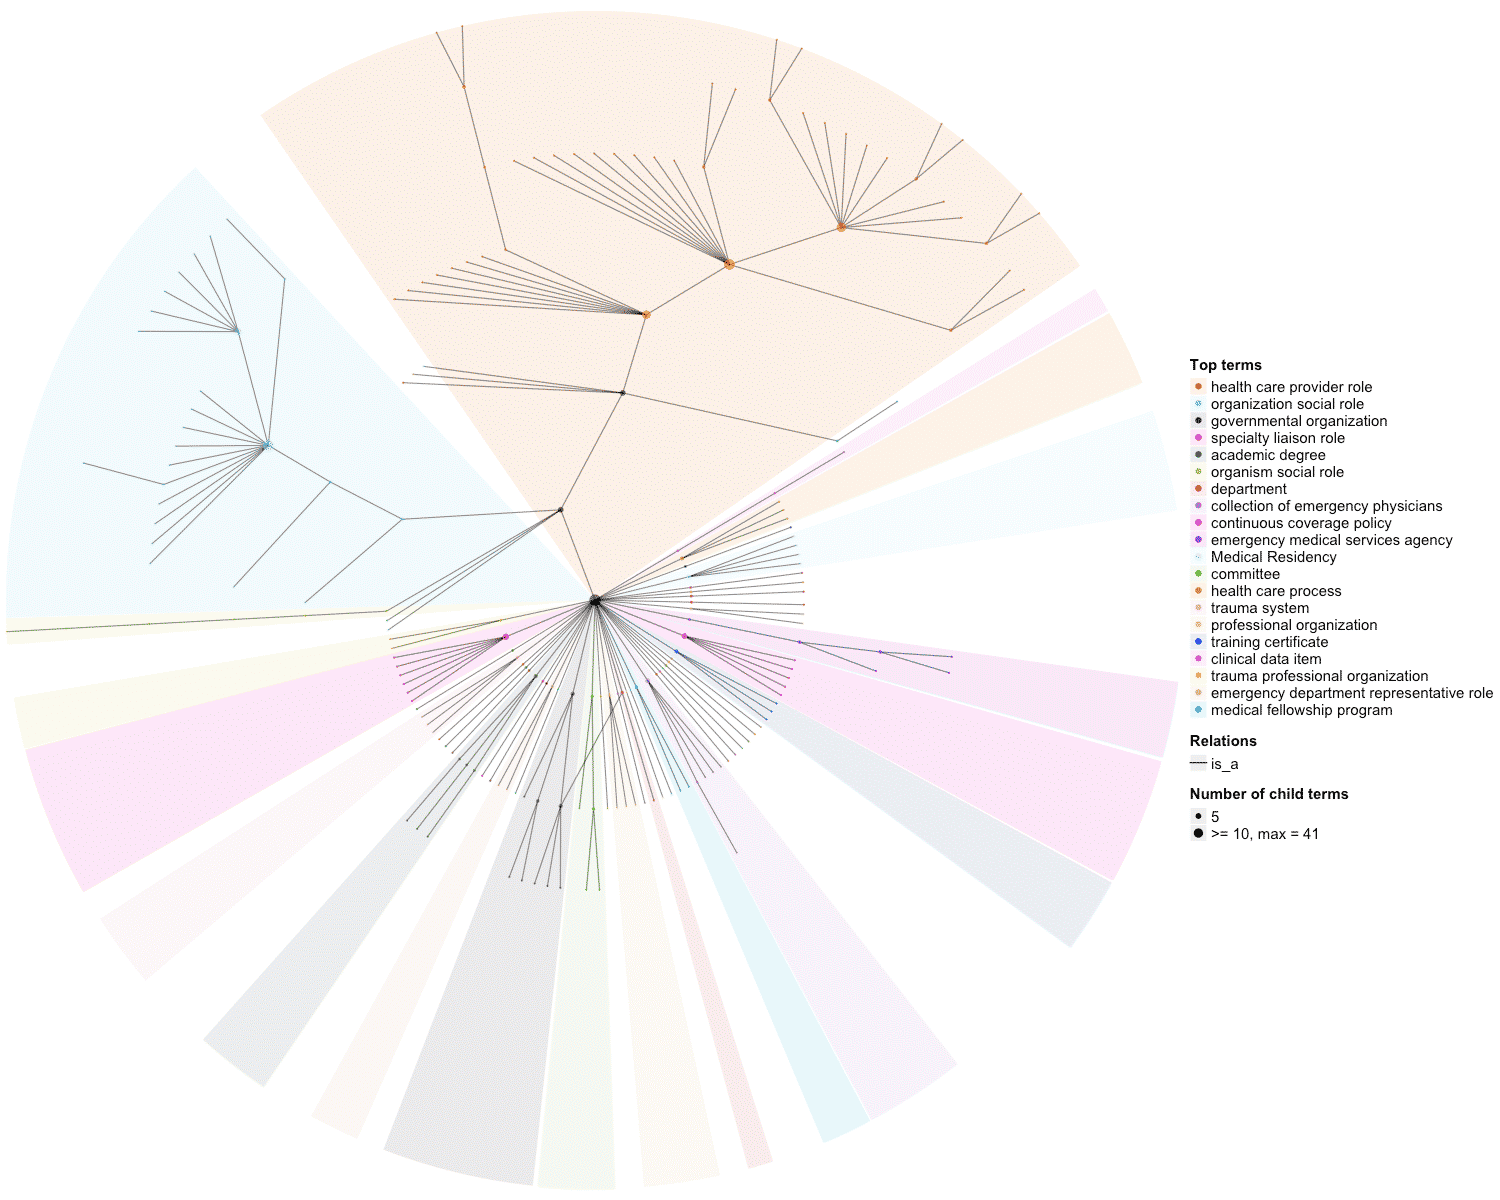 Top terms
health care provider role
organization social role
governmental organization
specialty liaison role
academic degree
organism social role
department
collection of emergency physicians
continuous coverage policy
emergency medical services agency
Medical Residency
committee
health care process
trauma system
professional organization
training certificate
clinical data item
trauma professional organization
emergency department representative role
medical fellowship program
Relations
is_a
Number of child terms
5
>= 10, max = 41